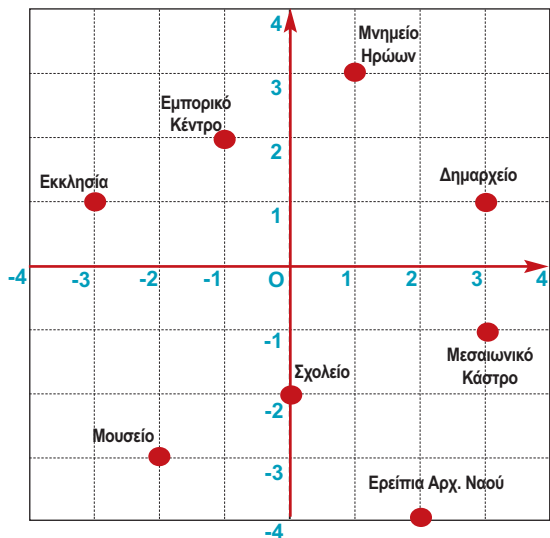 4
Μνημείο
Ηρώων
3
Εμπορικό
Κέντρο
2
Εκκλησία
Δημαρχείο
1
-4 -3 -2 -1 Ο 1 2 3 4
-1
Μεσαιωνικό
Κάστρο
Σχολείο
-2
Μουσείο
-3
Ερείπια Αρχ. Ναού
-4